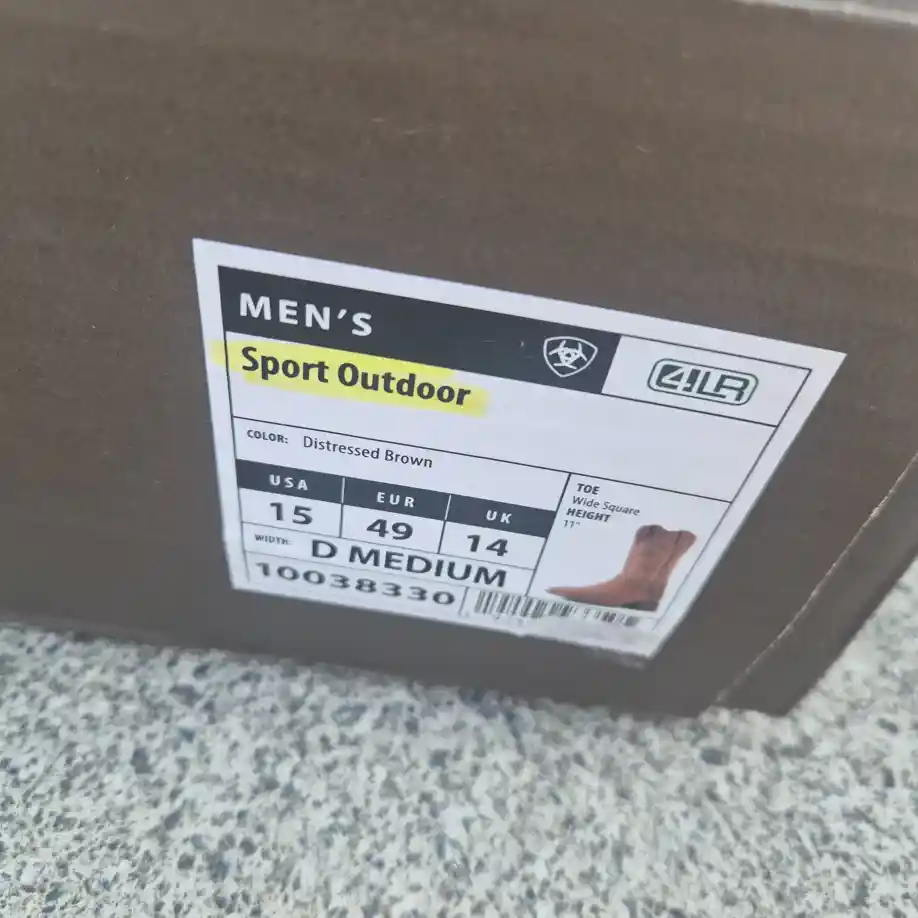 MEN'S
4LR
Sport Outdoor
COLOR: Distressed Brown
USA EUR UK
15 49 14
WIDTH: D MEDIUM
10038330
TOE
Wide Square
HEIGHT
11"